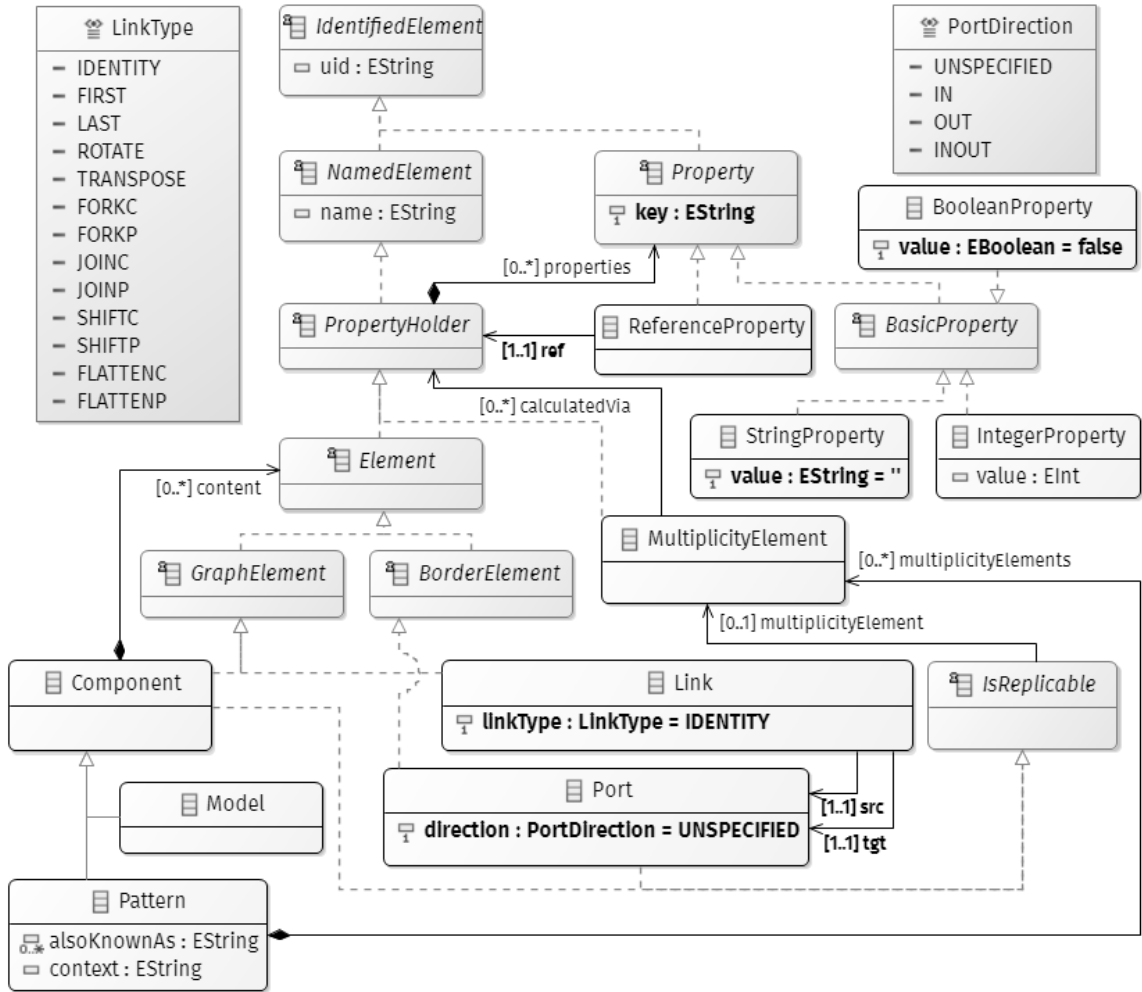 LinkType
IDENTITY
FIRST
LAST
ROTATE
TRANSPOSE
FORKC
FORKP
JOINC
JOINP
SHIFTC
SHIFTP
FLATTENC
FLATTENP
IdentifiedElement
uid : EString
PortDirection
UNSPECIFIED
IN
OUT
INOUT
NamedElement
name : EString
Property
key : EString
BooleanProperty
value : EBoolean = false
[0..*] properties
PropertyHolder
ReferenceProperty
[1..1] ref
BasicProperty
[0..*] calculatedVia
StringProperty
value : EString = ''
IntegerProperty
value : EInt
Element
[0..*] content
MultiplicityElement
[0..*] multiplicityElements
GraphElement
BorderElement
[0..1] multiplicityElement
Component
Link
linkType : LinkType = IDENTITY
IsReplicable
Model
Port
direction : PortDirection = UNSPECIFIED
[1..1] src
[1..1] tgt
Pattern
0..* alsoKnownAs : EString
context : EString